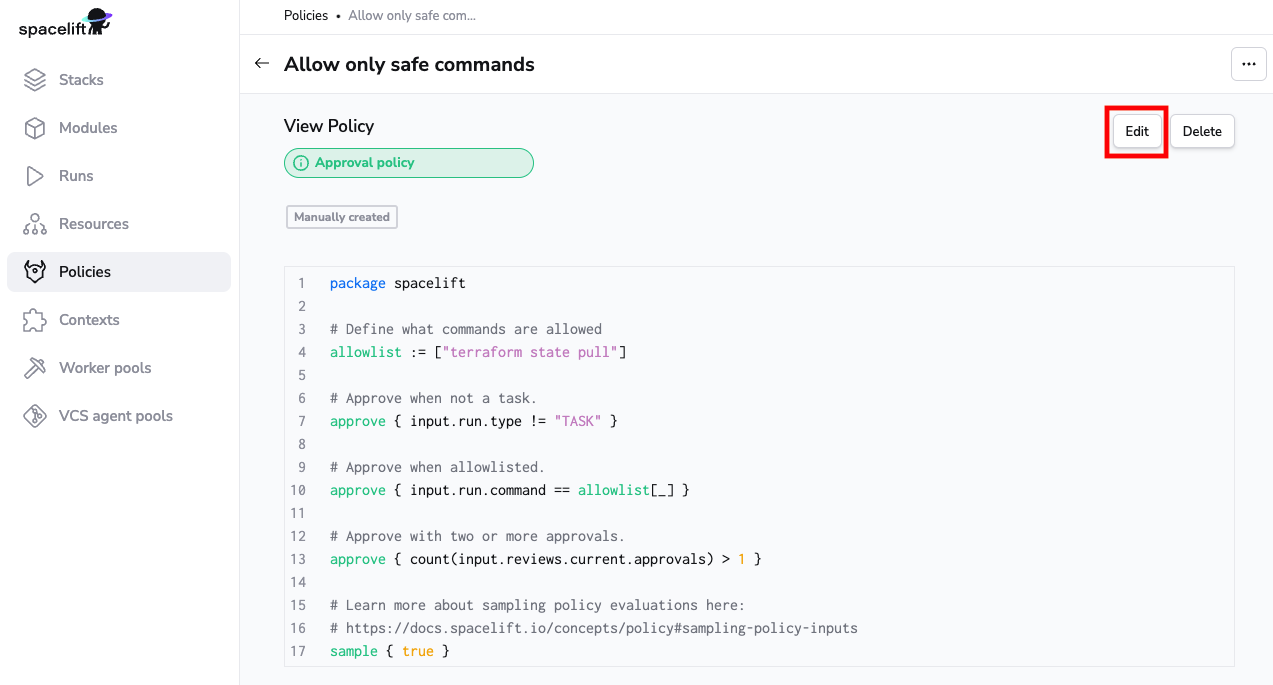 spacelift
Policies • Allow only safe com...
← Allow only safe commands
...
Stacks
Modules
Runs
Resources
Policies
Contexts
Worker pools
VCS agent pools
View Policy
Edit
Delete
Approval policy
Manually created
1 package spacelift
2
3 # Define what commands are allowed
4 allowlist := ["terraform state pull"]
5
6 # Approve when not a task.
7 approve { input.run.type != "TASK" }
8
9 # Approve when allowlisted.
10 approve { input.run.command == allowlist[_] }
11
12 # Approve with two or more approvals.
13 approve { count(input.reviews.current.approvals) > 1 }
14
15 # Learn more about sampling policy evaluations here:
16 # https://docs.spacelift.io/concepts/policy#sampling-policy-inputs
17 sample { true }